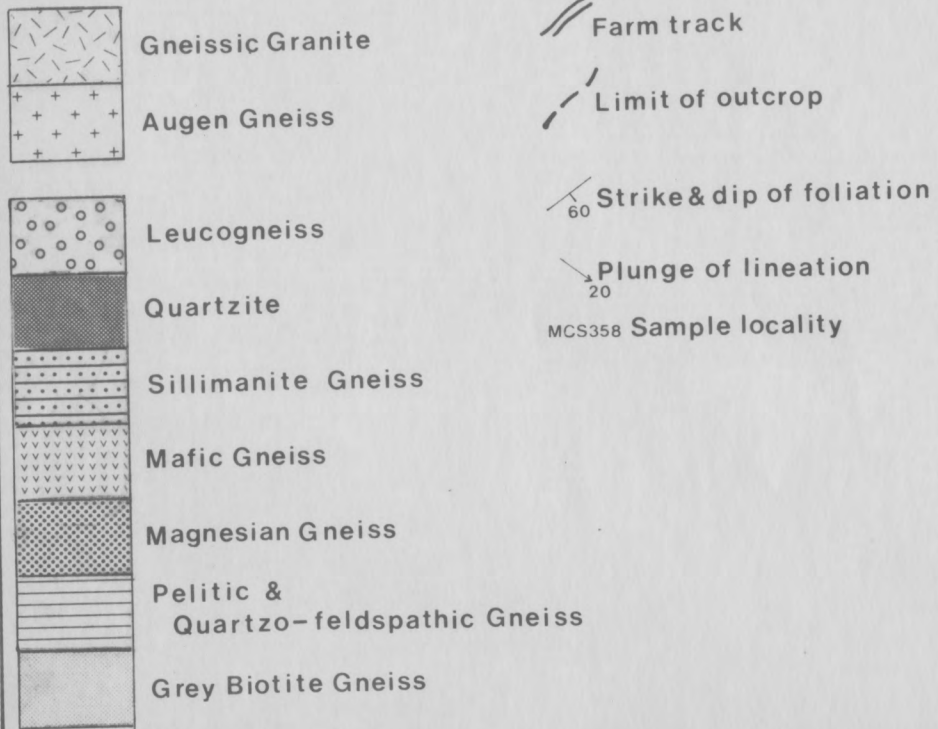 Gneissic Granite
Augen Gneiss
Leucogneiss
Quartzite
Sillimanite Gneiss
Mafic Gneiss
Magnesian Gneiss
Pelitic &
Quartzo-feldspathic Gneiss
Grey Biotite Gneiss
Farm track
Limit of outcrop
60 Strike & dip of foliation
Plunge of lineation
20
MCS358 Sample locality